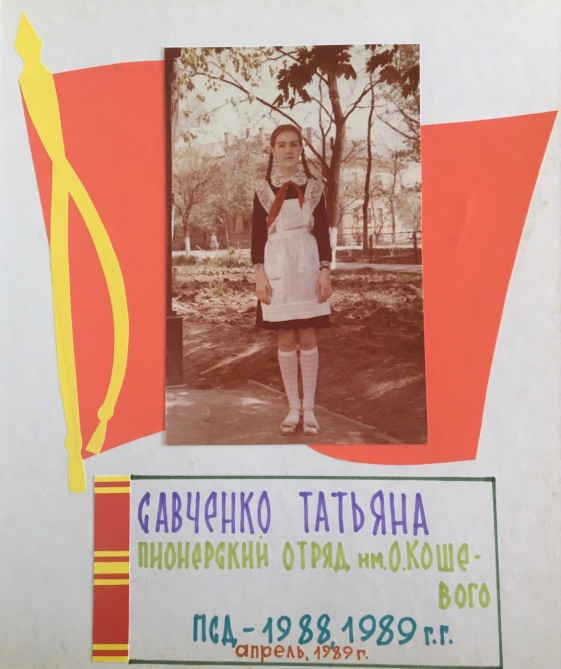 САВЧЕНКО ТАТЬЯНА
ПИОНЕРСКИЙ ОТРЯД им. О. КОШЕ-
ВОГО
ПСД - 1988, 1989 г.г.
апрель, 1989 г.